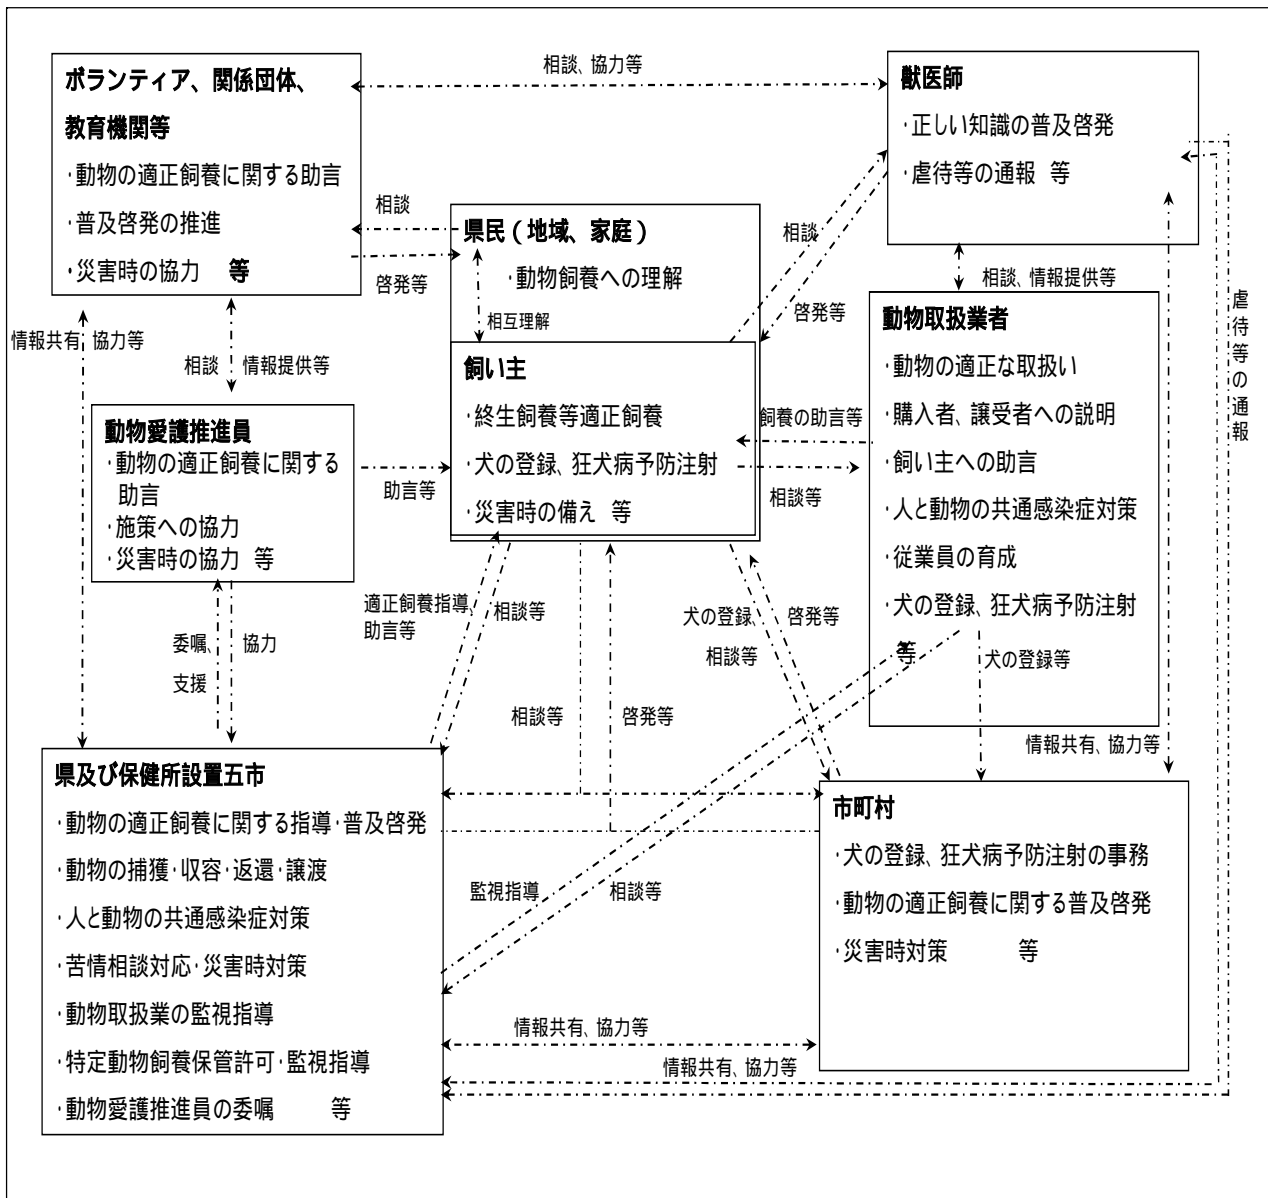 ボランティア、関係団体、
教育機関等
・動物の適正飼養に関する助言
・普及啓発の推進
・災害時の協力　等
相談、協力等
獣医師
・正しい知識の普及啓発
・虐待等の通報 等
相談
啓発等
県民（地域、家庭）
・動物飼養への理解
相互理解
相談
啓発等
相談、情報提供等
虐待等の通報
情報共有、協力等
相談　情報提供等
飼い主
・終生飼養等適正飼養
・犬の登録、狂犬病予防注射
・災害時の備え 等
飼養の助言等
相談等
動物取扱業者
・動物の適正な取扱い
・購入者、譲受者への説明
・飼い主への助言
・人と動物の共通感染症対策
・従業員の育成
・犬の登録、狂犬病予防注射
等
動物愛護推進員
・動物の適正飼養に関する
助言
・施策への協力
・災害時の協力 等
助言等
委嘱、
支援
協力
適正飼養指導、
助言等
相談等
相談等
啓発等
犬の登録、
相談等
啓発等
犬の登録等
情報共有、協力等
県及び保健所設置五市
・動物の適正飼養に関する指導・普及啓発
・動物の捕獲・収容・返還・譲渡
・人と動物の共通感染症対策
・苦情相談対応・災害時対策
・動物取扱業の監視指導
・特定動物飼養保管許可・監視指導
・動物愛護推進員の委嘱　　等
監視指導
相談等
市町村
・犬の登録、狂犬病予防注射の事務
・動物の適正飼養に関する普及啓発
・災害時対策　　　等
情報共有、協力等
情報共有、協力等